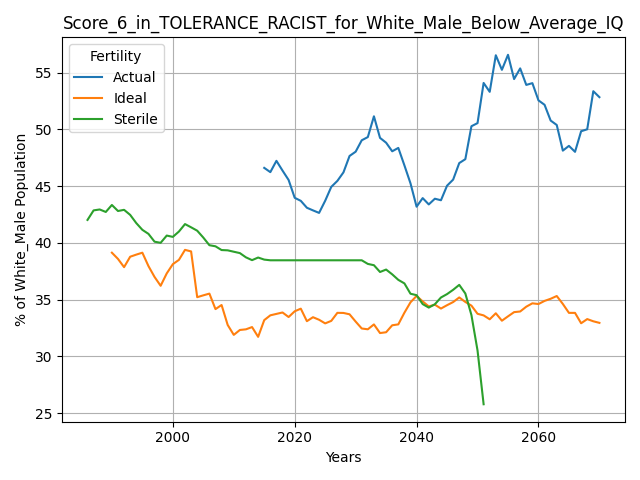 Score_6_in_TOLERANCE_RACIST_for_White_Male_Below_Average_IQ
Fertility
Actual
Ideal
Sterile
% of White_Male Population
55
50
45
40
35
30
25
2000
2020
2040
2060
Years